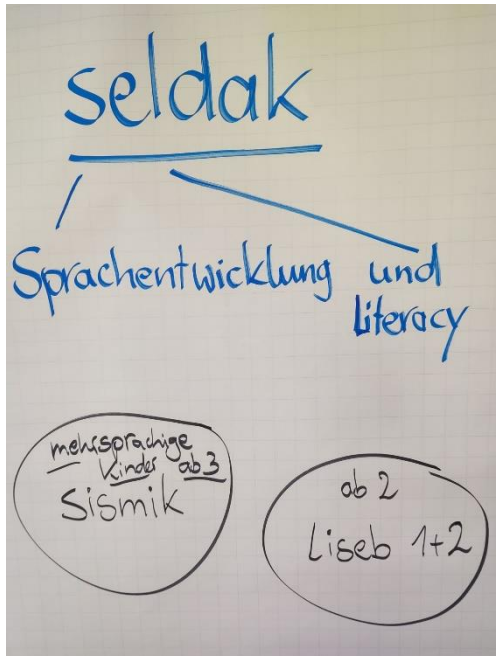 seldak
Sprachentwicklung und
Literacy
mehrsprachige
Kinder ab 3
Sismik
ab 2
Liseb 1+2